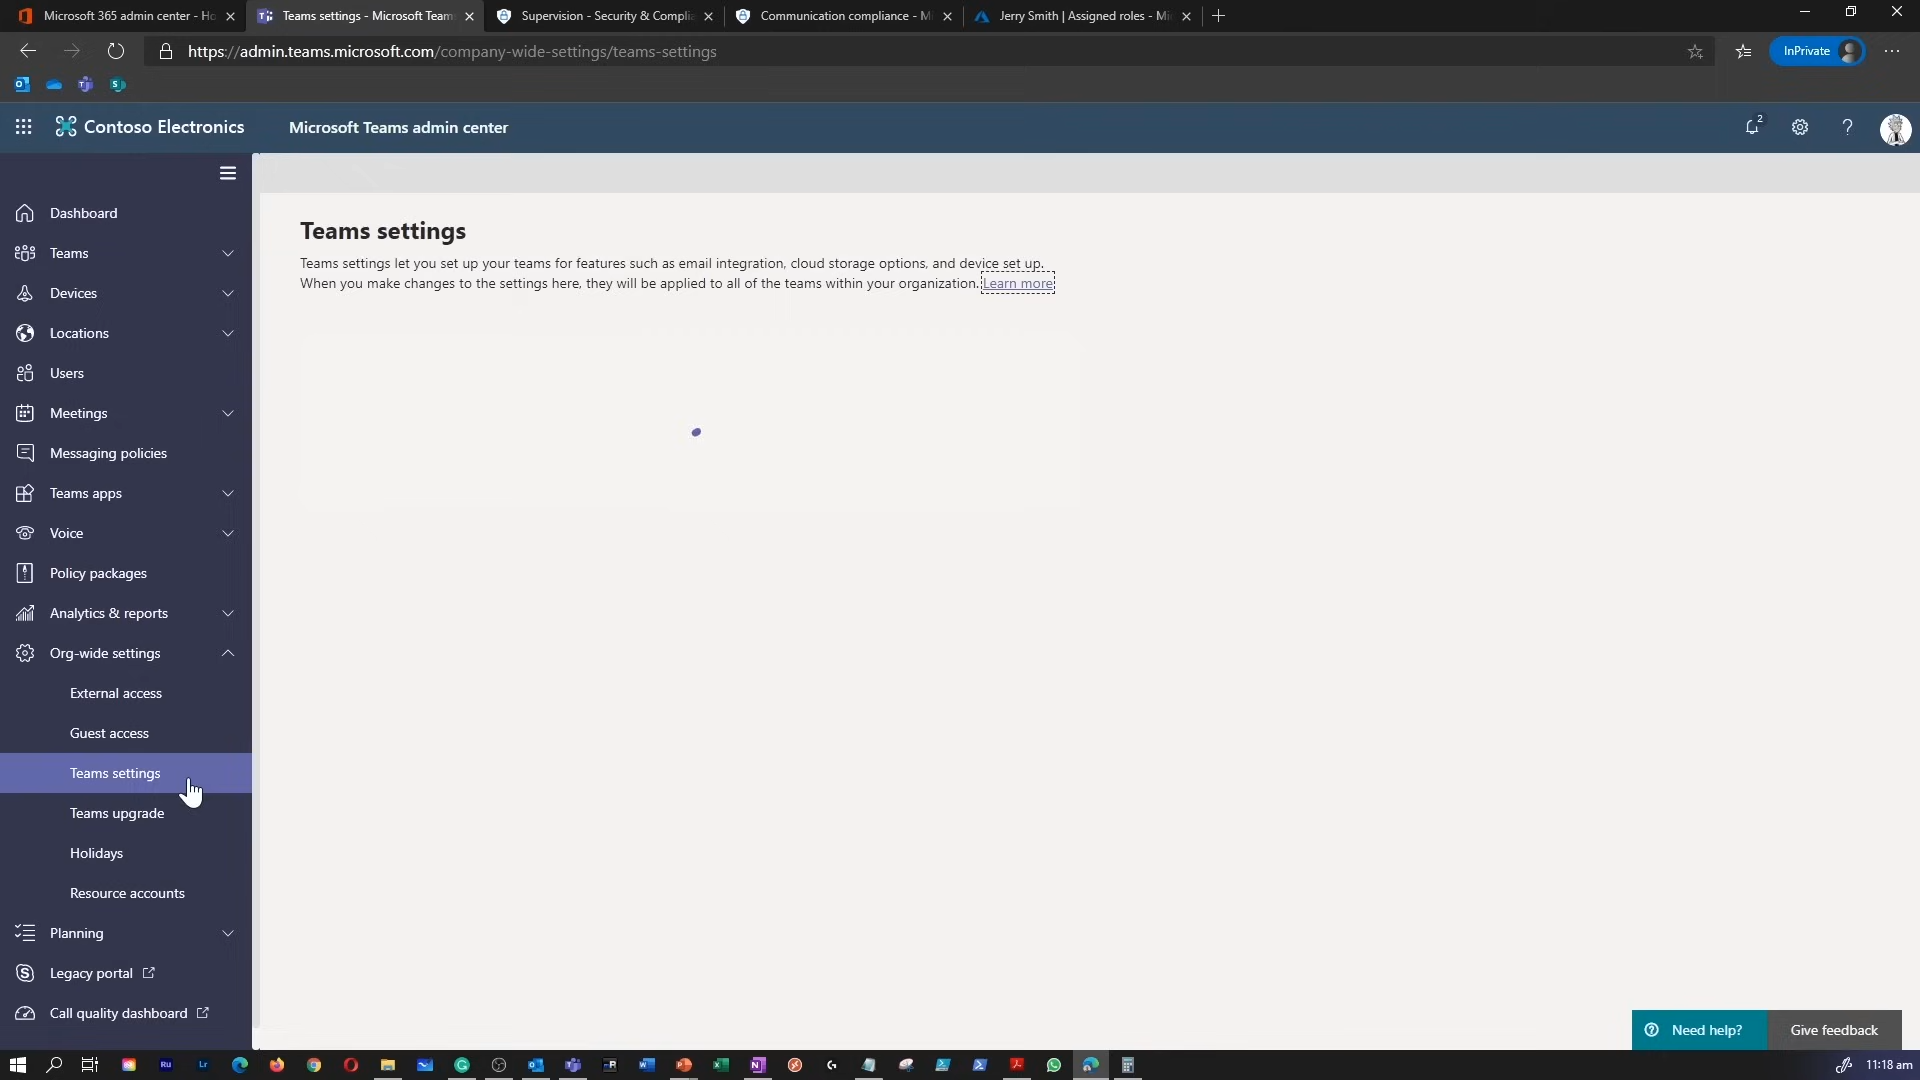 Microsoft 365 admin center - Ho
Teams settings - Microsoft Team
Supervision - Security & Complia
Communication compliance - Mi
Jerry Smith | Assigned roles - Mi
https://admin.teams.microsoft.com/company-wide-settings/teams-settings
InPrivate
Contoso Electronics
Microsoft Teams admin center
2
Dashboard
Teams
Devices
Locations
Users
Meetings
Messaging policies
Teams apps
Voice
Policy packages
Analytics & reports
Org-wide settings
External access
Guest access
Teams settings
Teams upgrade
Holidays
Resource accounts
Planning
Legacy portal
Call quality dashboard
Teams settings
Teams settings let you set up your teams for features such as email integration, cloud storage options, and device set up.
When you make changes to the settings here, they will be applied to all of the teams within your organization. Learn more
Need help?
Give feedback
Ru
Lr
11:18 am